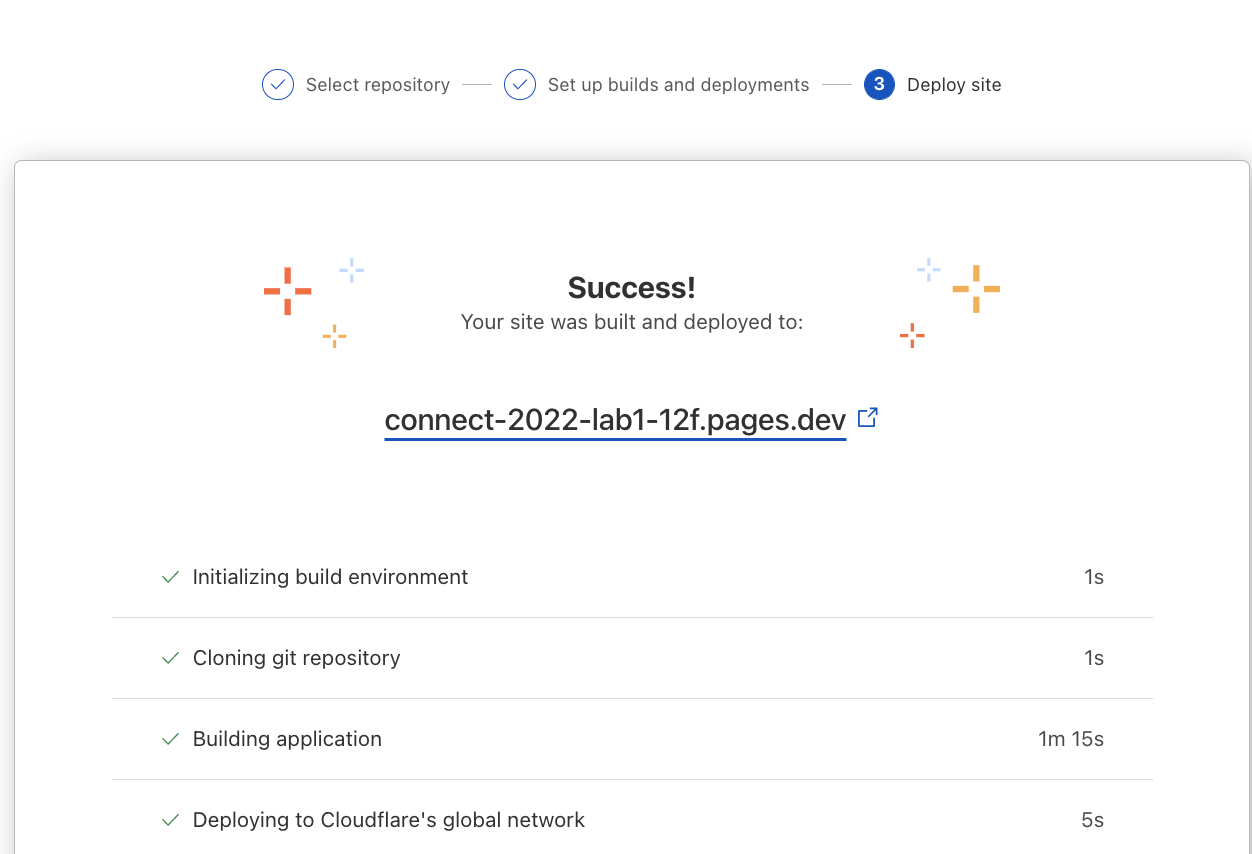 Select repository
Set up builds and deployments
3 Deploy site
Success!
Your site was built and deployed to:
connect-2022-lab1-12f.pages.dev
Initializing build environment 1s
Cloning git repository 1s
Building application 1m 15s
Deploying to Cloudflare's global network 5s